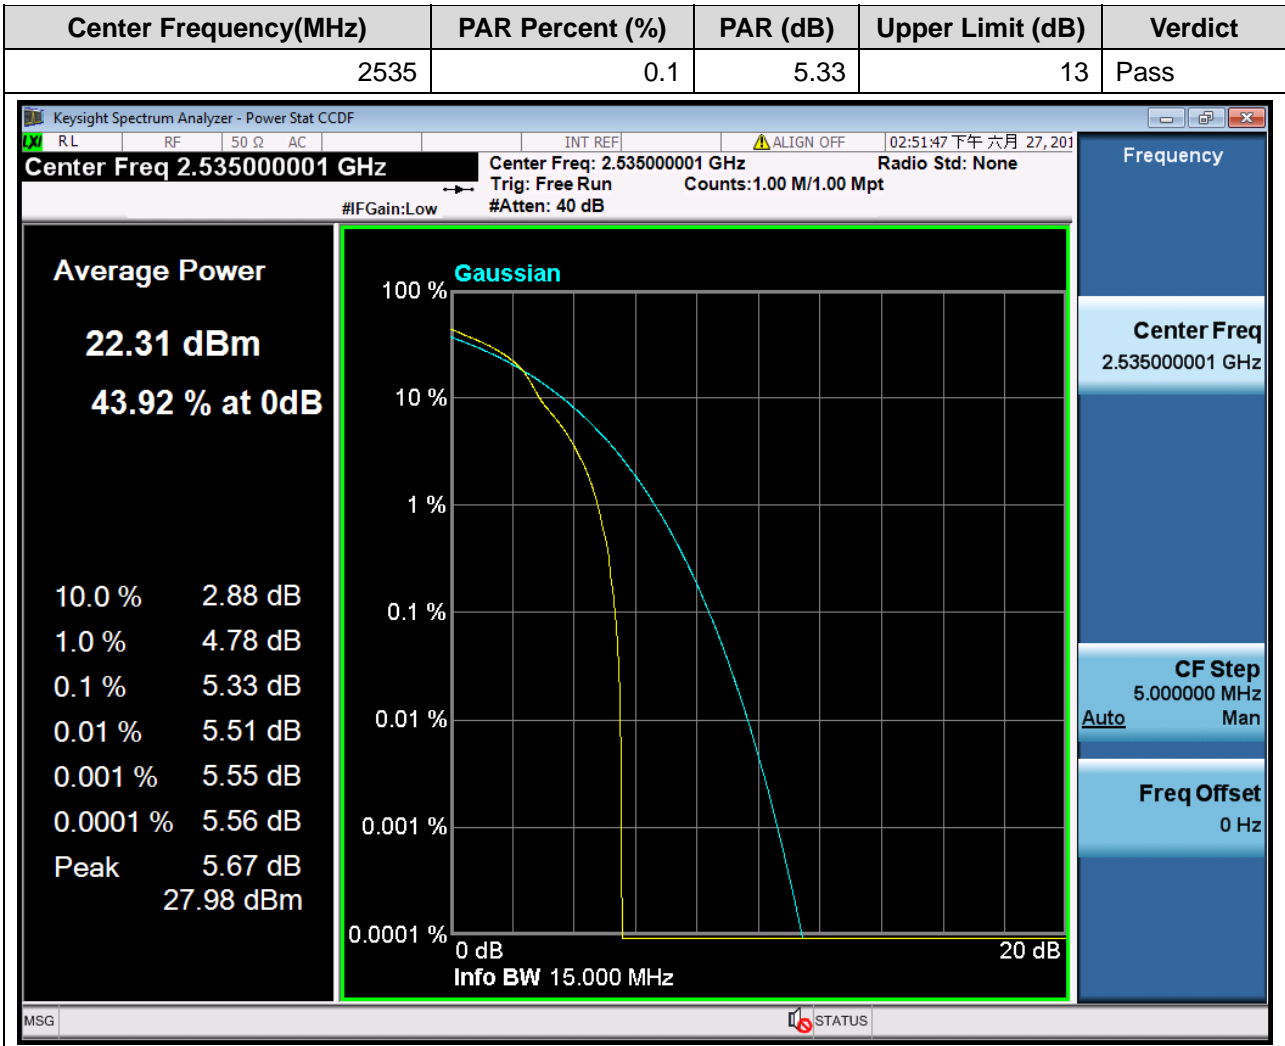 Center Frequency(MHz) PAR Percent (%) PAR (dB) Upper Limit (dB) Verdict
2535 0.1 5.33 13 Pass
Keysight Spectrum Analyzer - Power Stat CCDF
LXI RL RF 50 Ω AC INT REF ALIGN OFF 02:51:47 下午 六月 27, 201
Center Freq 2.535000001 GHz
Center Freq: 2.535000001 GHz Radio Std: None
Trig: Free Run Counts:1.00 M/1.00 Mpt
#IFGain:Low #Atten: 40 dB
Average Power
22.31 dBm
43.92 % at 0dB
10.0 % 2.88 dB
1.0 % 4.78 dB
0.1 % 5.33 dB
0.01 % 5.51 dB
0.001 % 5.55 dB
0.0001 % 5.56 dB
Peak 5.67 dB
27.98 dBm
Gaussian
100 %
10 %
1 %
0.1 %
0.01 %
0.001 %
0.0001 %
0 dB 20 dB
Info BW 15.000 MHz
Frequency
Center Freq
2.535000001 GHz
CF Step
5.000000 MHz
Auto Man
Freq Offset
0 Hz
MSG STATUS